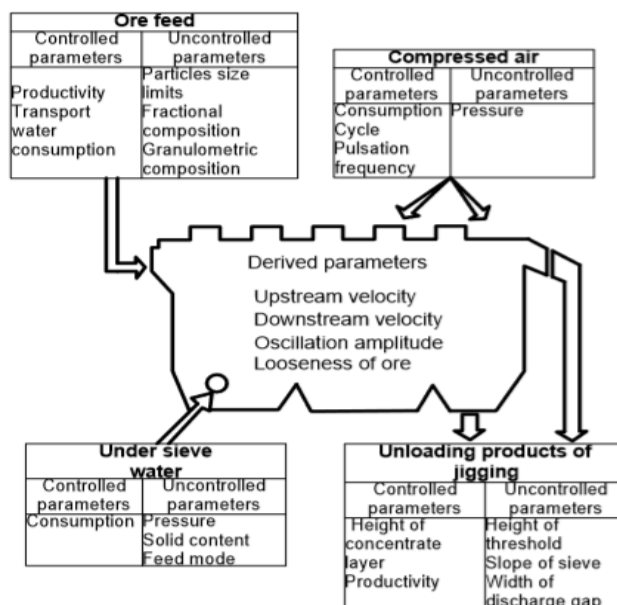 Ore feed
Controlled
parameters
Uncontrolled
parameters
Productivity
Transport
water
consumption
Particles size
limits
Fractional
composition
Granulometric
composition
Compressed air
Controlled
parameters
Uncontrolled
parameters
Consumption
Cycle
Pulsation
frequency
Pressure
Derived parameters
Upstream velocity
Downstream velocity
Oscillation amplitude
Looseness of ore
Under sieve
water
Controlled
parameters
Uncontrolled
parameters
Consumption
Pressure
Solid content
Feed mode
Unloading products of
jigging
Controlled
parameters
Uncontrolled
parameters
Height of
concentrate
layer
Productivity
Height of
threshold
Slope of sieve
Width of
discharge gap